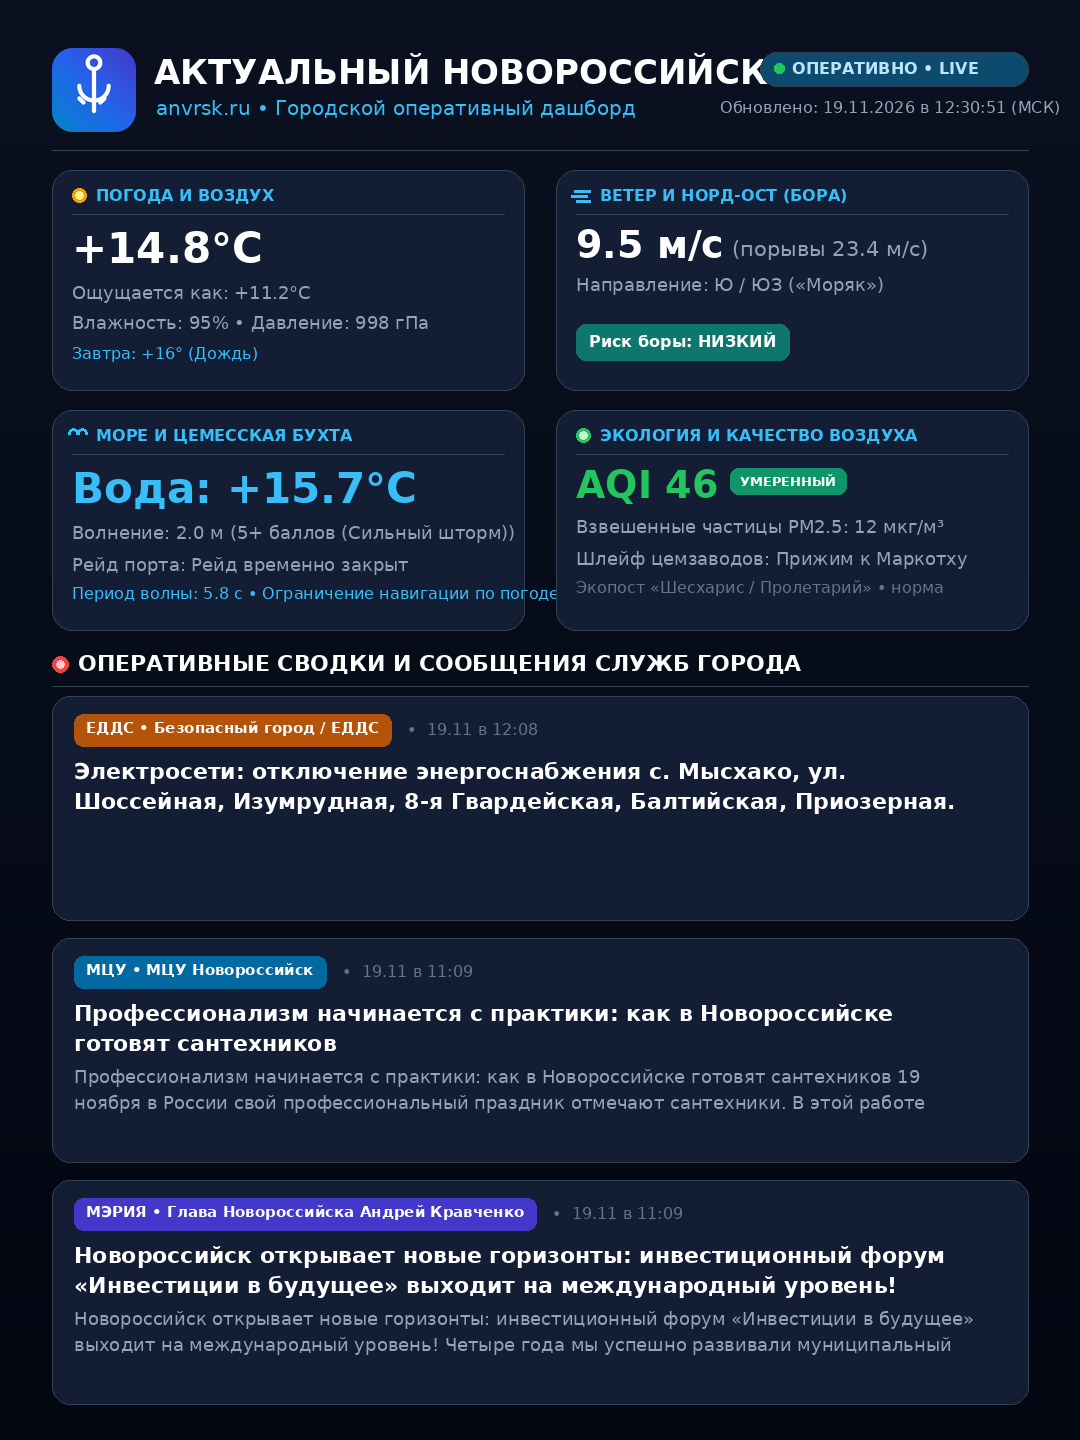 АКТУАЛЬНЫЙ НОВОРОССИЙСК
ОПЕРАТИВНО • LIVE
anvrsk.ru • Городской оперативный дашборд
Обновлено: 19.11.2026 в 12:30:51 (МСК)
ПОГОДА И ВОЗДУХ
+14.8°C
Ощущается как: +11.2°C
Влажность: 95% • Давление: 998 гПа
Завтра: +16° (Дождь)
ВЕТЕР И НОРД-ОСТ (БОРА)
9.5 м/с (порывы 23.4 м/с)
Направление: Ю / ЮЗ («Моряк»)
Риск боры: НИЗКИЙ
МОРЕ И ЦЕМЕССКАЯ БУХТА
Вода: +15.7°C
Волнение: 2.0 м (5+ баллов (Сильный шторм))
Рейд порта: Рейд временно закрыт
Период волны: 5.8 с • Ограничение навигации по погоде
ЭКОЛОГИЯ И КАЧЕСТВО ВОЗДУХА
AQI 46 УМЕРЕННЫЙ
Взвешенные частицы PM2.5: 12 мкг/м³
Шлейф цемзаводов: Прижим к Маркотху
Экопост «Шесхарис / Пролетарий» • норма
ОПЕРАТИВНЫЕ СВОДКИ И СООБЩЕНИЯ СЛУЖБ ГОРОДА
ЕДДС • Безопасный город / ЕДДС • 19.11 в 12:08
Электросети: отключение энергоснабжения с. Мысхако, ул.
Шоссейная, Изумрудная, 8-я Гвардейская, Балтийская, Приозерная.
МЦУ • МЦУ Новороссийск • 19.11 в 11:09
Профессионализм начинается с практики: как в Новороссийске
готовят сантехников
Профессионализм начинается с практики: как в Новороссийске готовят сантехников 19
ноября в России свой профессиональный праздник отмечают сантехники. В этой работе
МЭРИЯ • Глава Новороссийска Андрей Кравченко • 19.11 в 11:09
Новороссийск открывает новые горизонты: инвестиционный форум
«Инвестиции в будущее» выходит на международный уровень!
Новороссийск открывает новые горизонты: инвестиционный форум «Инвестиции в будущее»
выходит на международный уровень! Четыре года мы успешно развивали муниципальный